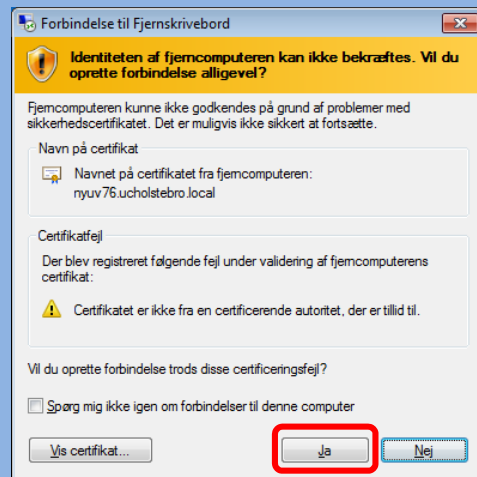 Forbindelse til Fjernskrivebord
Identiteten af fjerncomputeren kan ikke bekræftes. Vil du
oprette forbindelse alligevel?
Fjerncomputeren kunne ikke godkendes på grund af problemer med
sikkerhedscertifikatet. Det er muligvis ikke sikkert at fortsætte.
Navn på certifikat
Navnet på certifikatet fra fjerncomputeren:
nyuv76.ucholstebro.local
Certifikatfejl
Der blev registreret følgende fejl under validering af fjerncomputerens
certifikat:
Certifikatet er ikke fra en certificerende autoritet, der er tillid til.
Vil du oprette forbindelse trods disse certificeringsfejl?
Spørg mig ikke igen om forbindelser til denne computer
Vis certifikat... Ja Nej